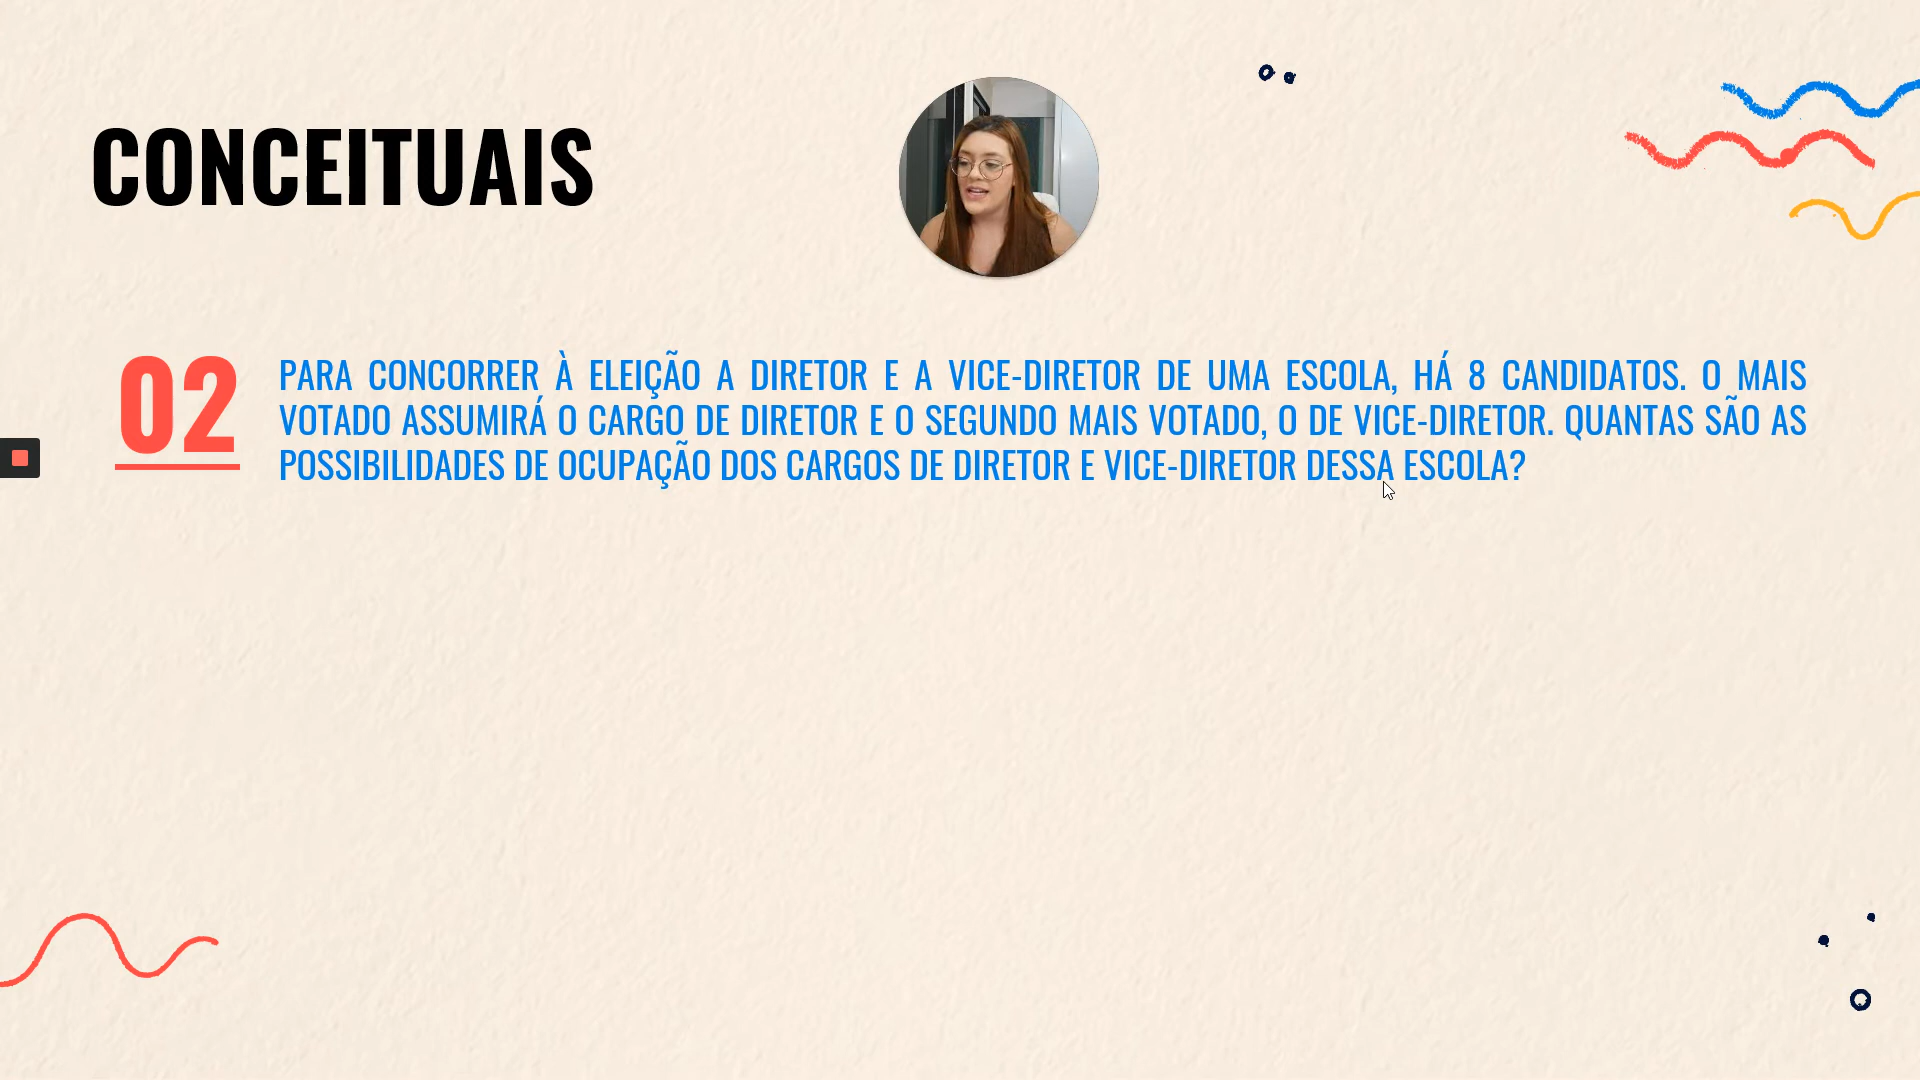 CONCEITUAIS
02
PARA CONCORRER À ELEIÇÃO A DIRETOR E A VICE-DIRETOR DE UMA ESCOLA, HÁ 8 CANDIDATOS. O MAIS
VOTADO ASSUMIRÁ O CARGO DE DIRETOR E O SEGUNDO MAIS VOTADO, O DE VICE-DIRETOR. QUANTAS SÃO AS
POSSIBILIDADES DE OCUPAÇÃO DOS CARGOS DE DIRETOR E VICE-DIRETOR DESSA ESCOLA?